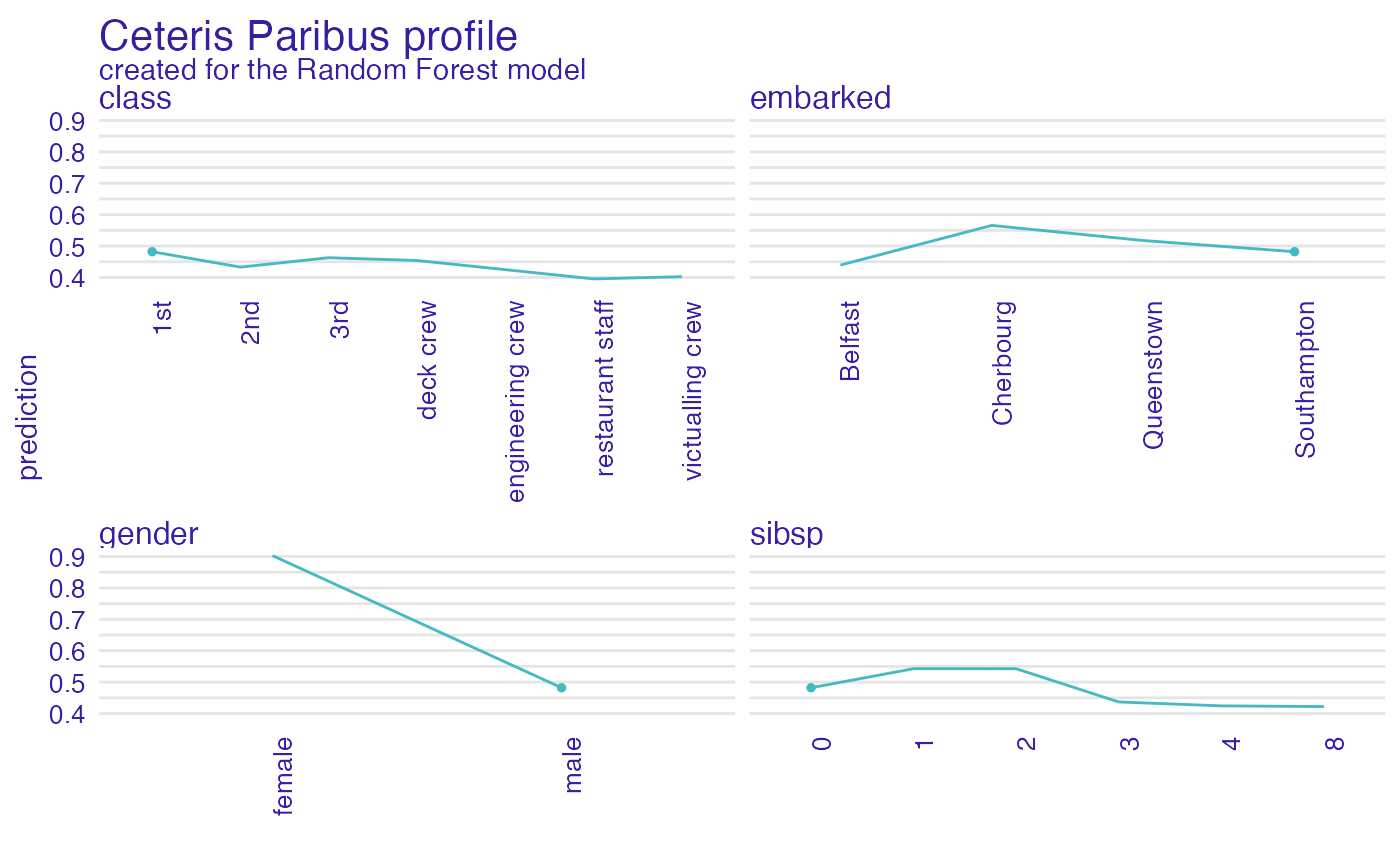 Ceteris Paribus profile
created for the Random Forest model
class
embarked
0.9
0.8
0.7
0.6
0.5
0.4
1st
2nd
3rd
deck crew
engineering crew
restaurant staff
victualling crew
Belfast
Cherbourg
Queenstown
Southampton
prediction
gender
sibsp
0.9
0.8
0.7
0.6
0.5
0.4
female
male
0
1
2
3
4
8